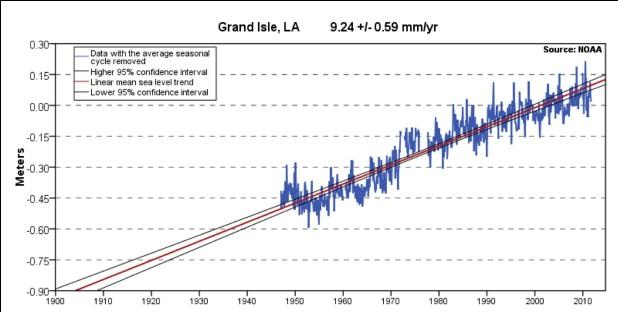 Grand Isle, LA 9.24 +/- 0.59 mm/yr
Source: NOAA
Data with the average seasonal
cycle removed
Higher 95% confidence interval
Linear mean sea level trend
Lower 95% confidence interval
Meters
0.30
0.15
0.00
-0.15
-0.30
-0.45
-0.60
-0.75
-0.90
1900 1910 1920 1930 1940 1950 1960 1970 1980 1990 2000 2010